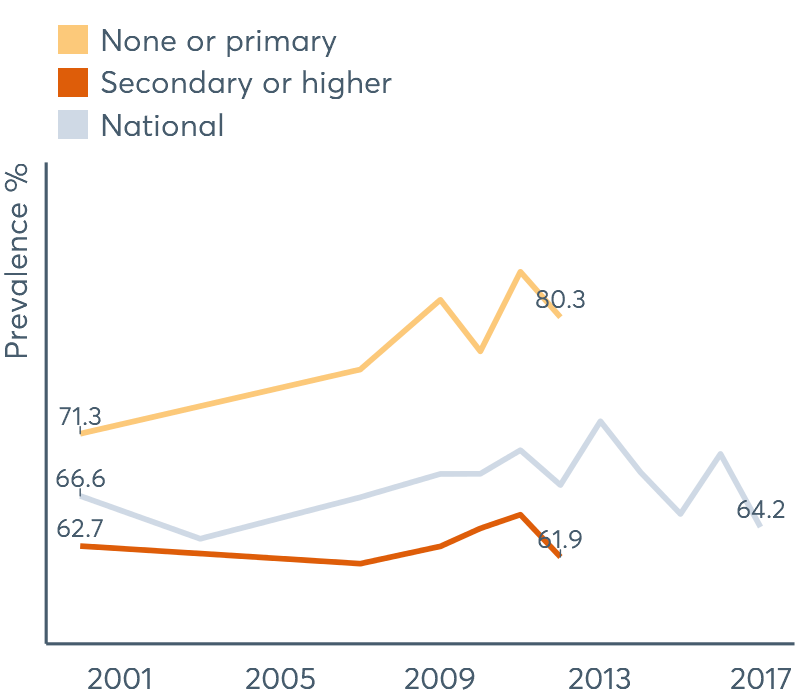 None or primary
Secondary or higher
National
Prevalence %
80.3
71.3
66.6
62.7
61.9
64.2
2001 2005 2009 2013 2017